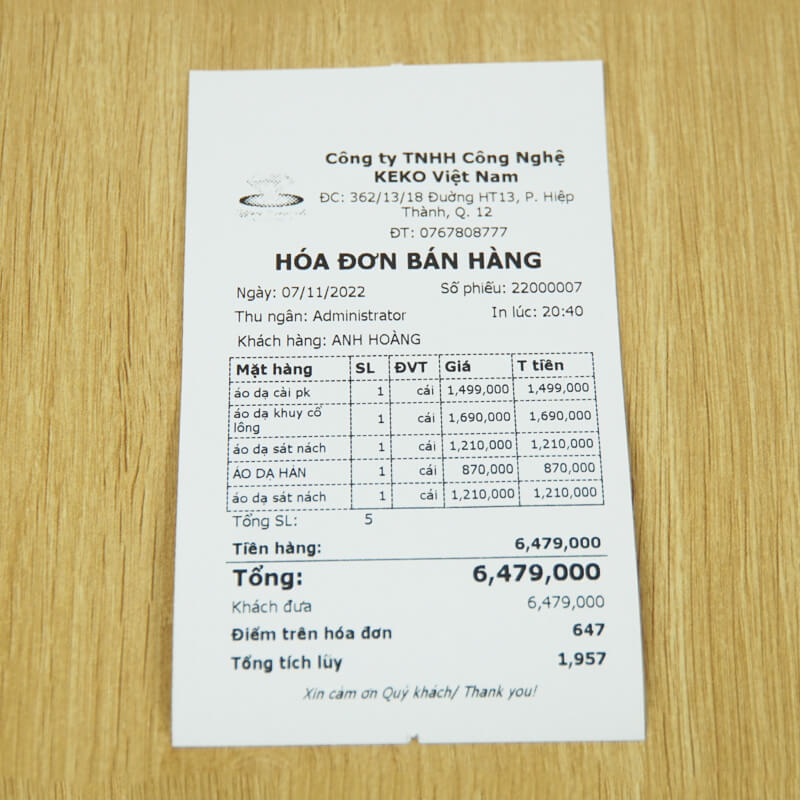 Công ty TNHH Công Nghệ
KEKO Việt Nam
ĐC: 362/13/18 Đuờng HT13, P. Hiệp
Thành, Q. 12
ĐT: 0767808777
HÓA ĐƠN BÁN HÀNG
Ngày: 07/11/2022 Số phiếu: 22000007
Thu ngân: Administrator In lúc: 20:40
Khách hàng: ANH HOÀNG
Mặt hàng SL ĐVT Giá T tiền
áo dạ cài pk 1 cái 1,499,000 1,499,000
áo dạ khuy cổ
lông 1 cái 1,690,000 1,690,000
áo dạ sát nách 1 cái 1,210,000 1,210,000
ÁO DẠ HÀN 1 cái 870,000 870,000
áo dạ sát nách 1 cái 1,210,000 1,210,000
Tổng SL: 5
Tiền hàng: 6,479,000
Tổng: 6,479,000
Khách đưa 6,479,000
Điểm trên hóa đơn 647
Tổng tích lũy 1,957
Xin cảm ơn Quý khách/ Thank you!